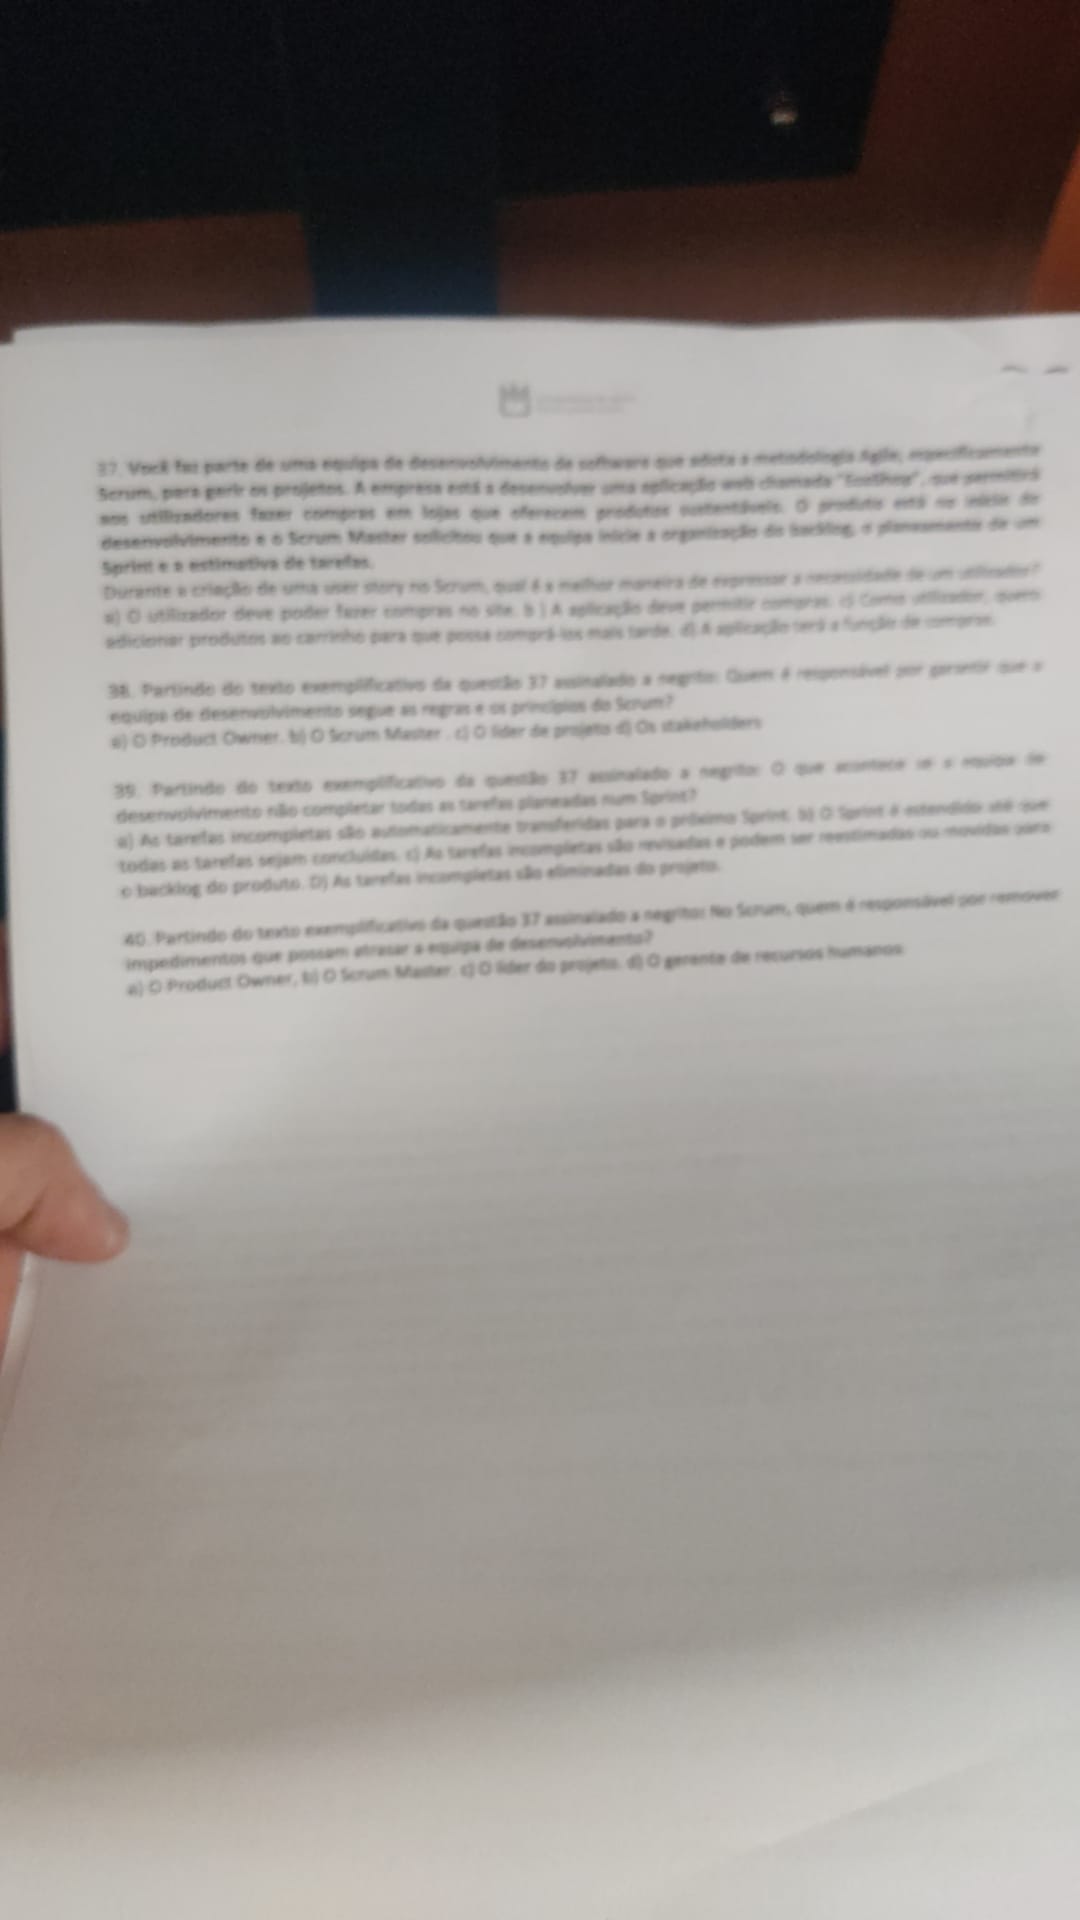 37. Você faz parte de uma equipa de desenvolvimento de software que adota a metodologia Agile, especificamente
Scrum, para gerir os projetos. A empresa está a desenvolver uma aplicação web chamada "EcoShop", que permitirá
aos utilizadores fazer compras em lojas que oferecem produtos sustentáveis. O produto está no início do
desenvolvimento e o Scrum Master solicitou que a equipa inicie a organização do backlog, o planeamento de um
Sprint e a estimativa de tarefas.
Durante a criação de uma user story no Scrum, qual é a melhor maneira de expressar a necessidade de um utilizador?
a) O utilizador deve poder fazer compras no site. b ) A aplicação deve permitir compras. c) Como utilizador, quero
adicionar produtos ao carrinho para que possa comprá-los mais tarde. d) A aplicação terá a função de compras.
38. Partindo do texto exemplificativo da questão 37 assinalado a negrito: Quem é responsável por garantir que a
equipa de desenvolvimento segue as regras e os princípios do Scrum?
a) O Product Owner. b) O Scrum Master . c) O líder de projeto d) Os stakeholders
39. Partindo do texto exemplificativo da questão 37 assinalado a negrito: O que acontece se a equipa de
desenvolvimento não completar todas as tarefas planeadas num Sprint?
a) As tarefas incompletas são automaticamente transferidas para o próximo Sprint. b) O Sprint é estendido até que
todas as tarefas sejam concluídas. c) As tarefas incompletas são revisadas e podem ser reestimadas ou movidas para
o backlog do produto. D) As tarefas incompletas são eliminadas do projeto.
40. Partindo do texto exemplificativo da questão 37 assinalado a negrito: No Scrum, quem é responsável por remover
impedimentos que possam atrasar a equipa de desenvolvimento?
a) O Product Owner, b) O Scrum Master. c) O líder do projeto. d) O gerente de recursos humanos